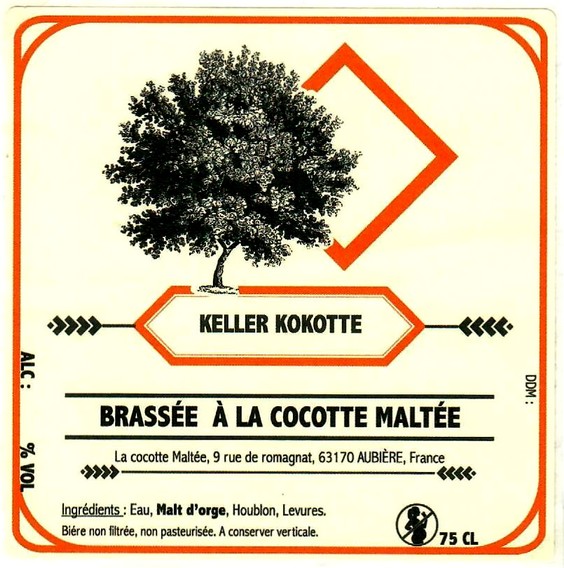 KELLER KOKOTTE
ALC : % VOL
DDM :
BRASSÉE À LA COCOTTE MALTÉE
La cocotte Maltée, 9 rue de romagnat, 63170 AUBIÈRE, France
Ingrédients : Eau, Malt d'orge, Houblon, Levures.
Biére non filtrée, non pasteurisée. A conserver verticale.
75 CL